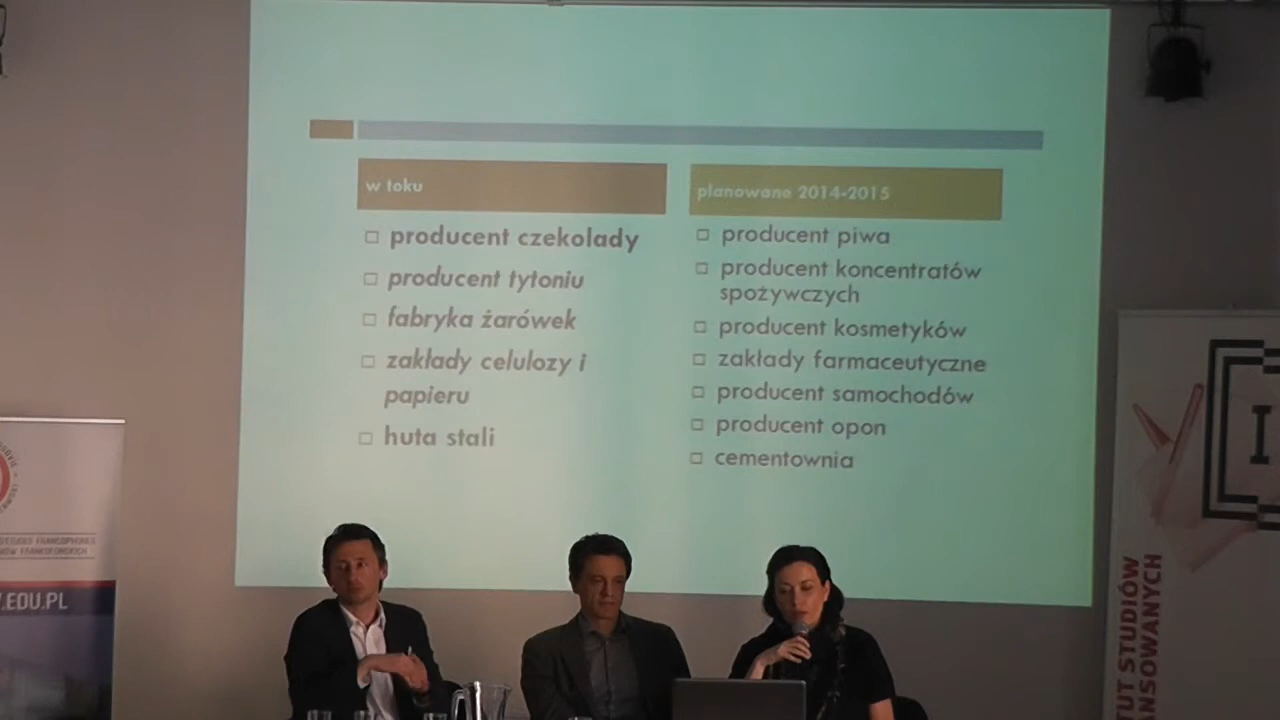 w toku
producent czekolady
producent tytoniu
fabryka żarówek
zakłady celulozy i
papieru
huta stali
planowane 2014-2015
producent piwa
producent koncentratów
spożywczych
producent kosmetyków
zakłady farmaceutyczne
producent samochodów
producent opon
cementownia
.EDU.PL
TUT STUDIÓW
NSOWANYCH